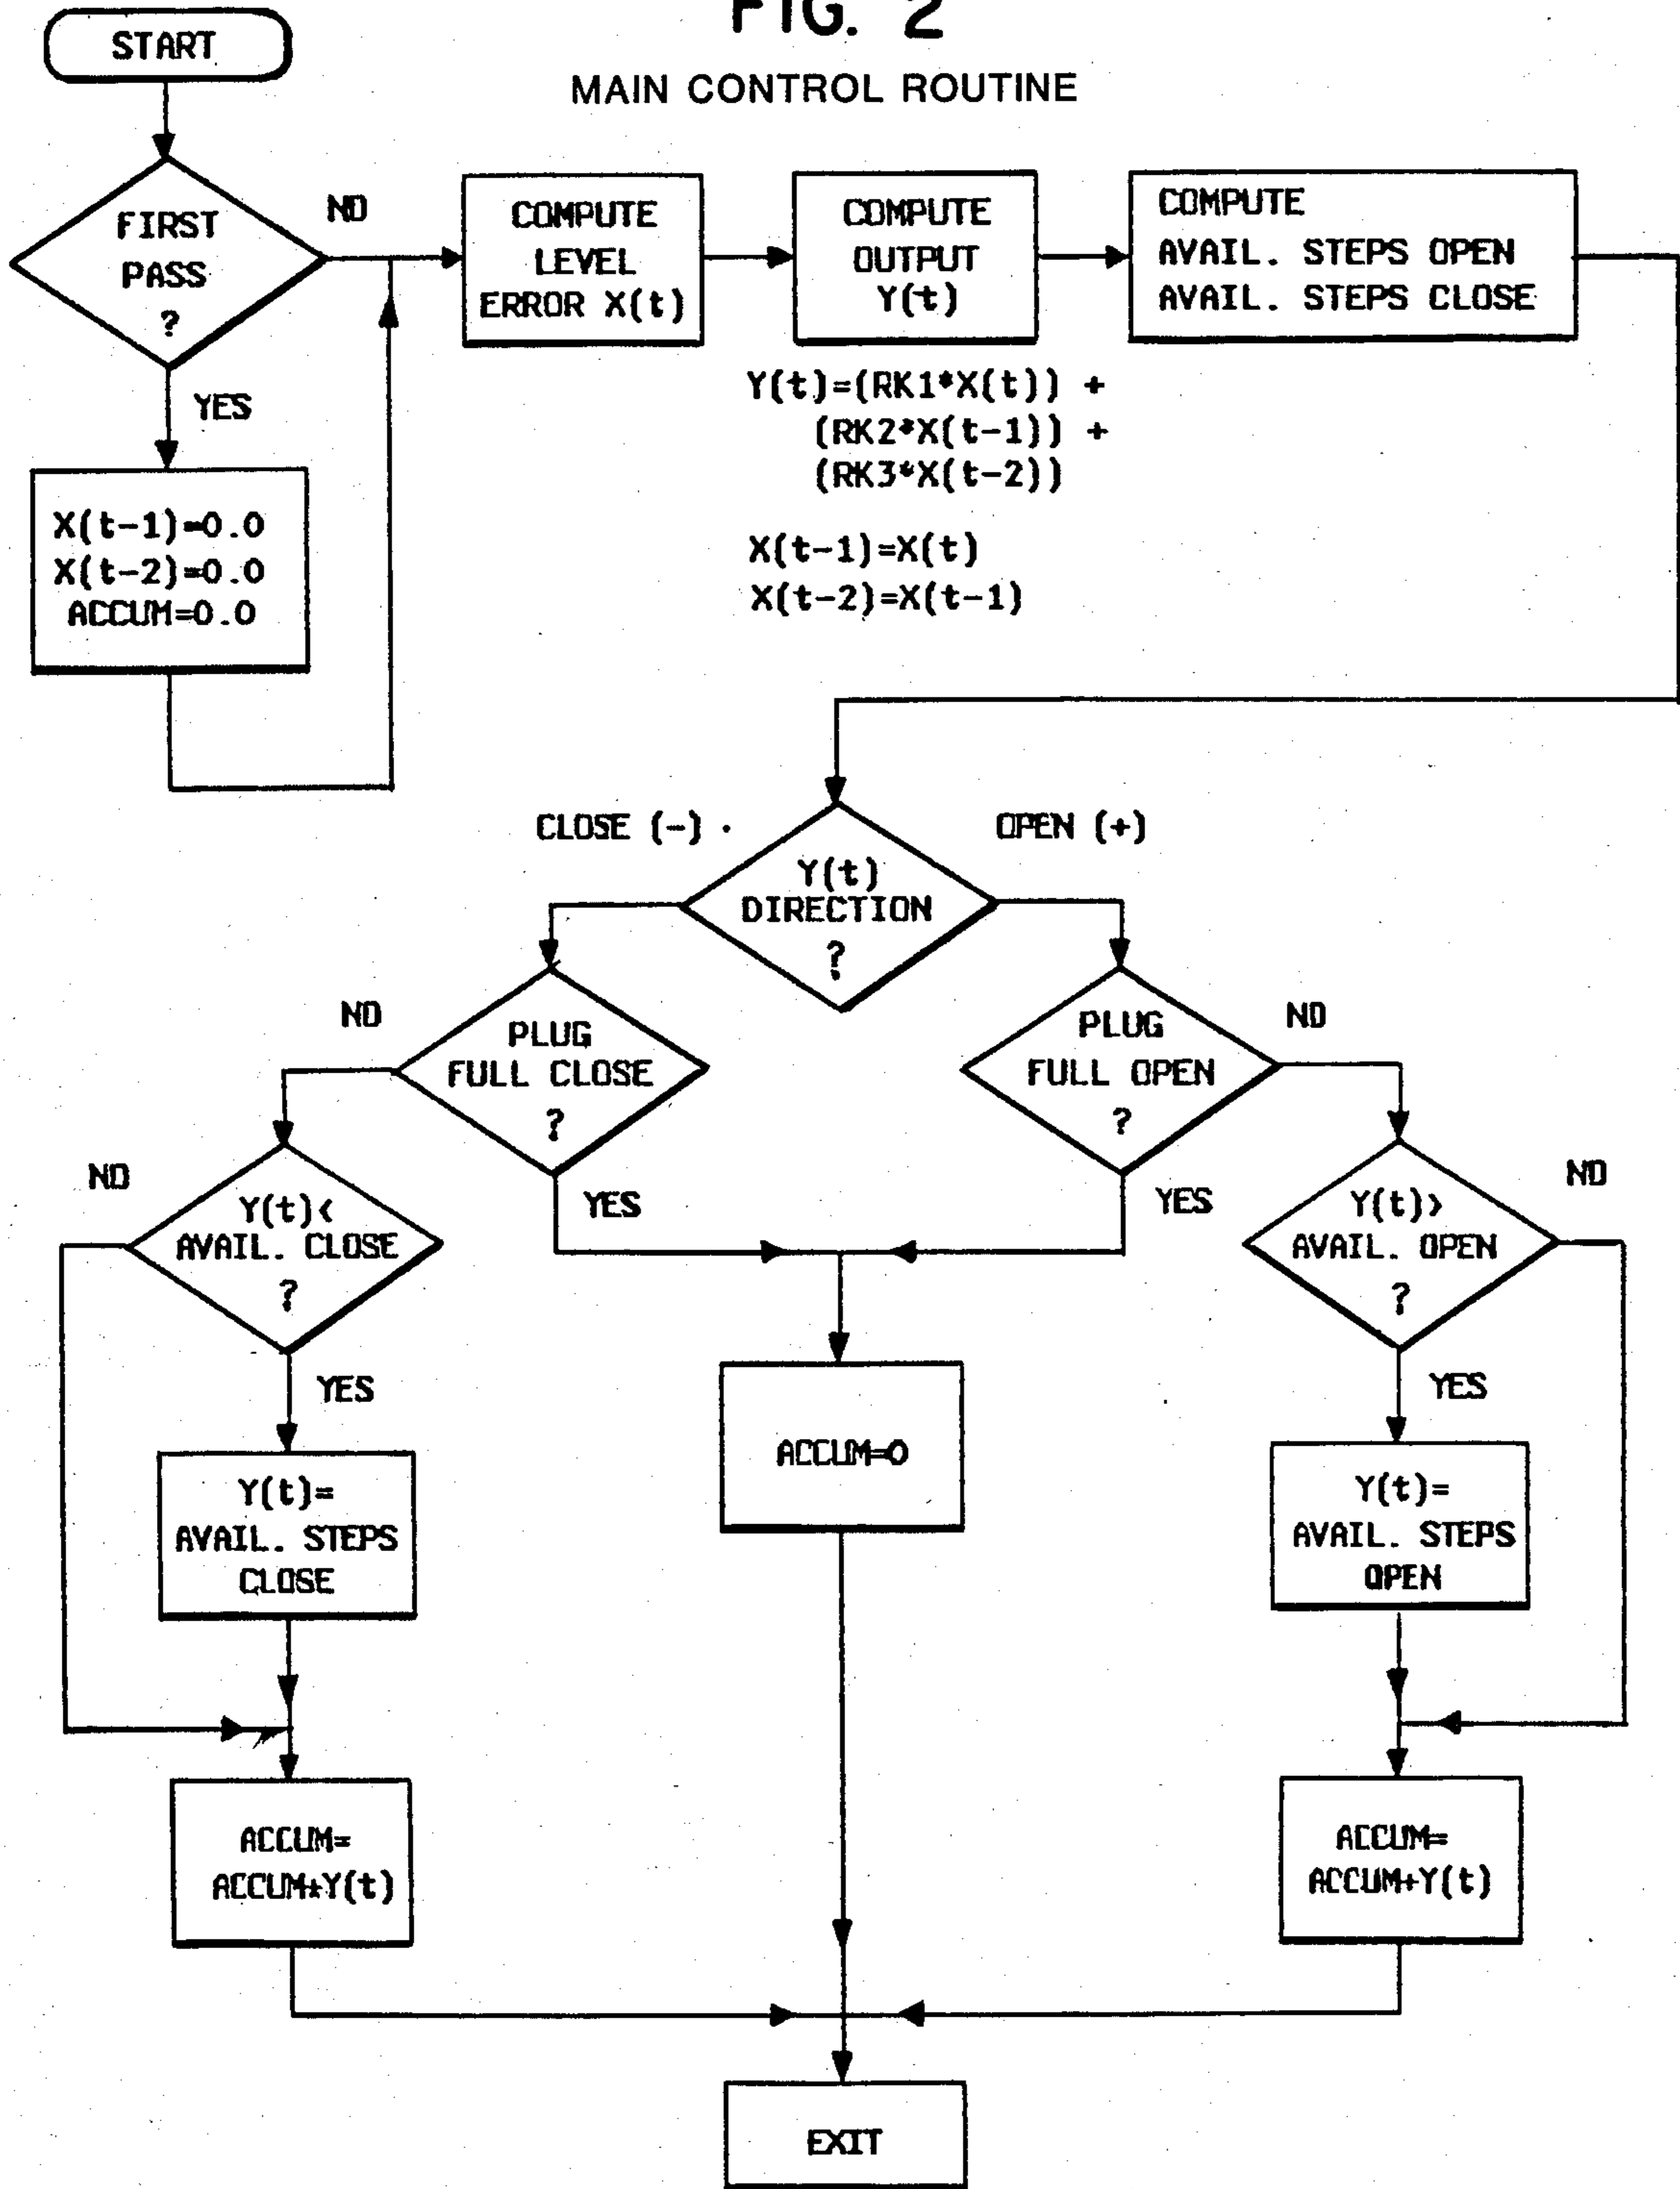 FIG. 2
MAIN CONTROL ROUTINE
START
FIRST
PASS
?
NO
YES
X(t-1)=0.0
X(t-2)=0.0
ACCUM=0.0
COMPUTE
LEVEL
ERROR X(t)
COMPUTE
OUTPUT
Y(t)
COMPUTE
AVAIL. STEPS OPEN
AVAIL. STEPS CLOSE
Y(t)=(RK1*X(t)) +
(RK2*X(t-1)) +
(RK3*X(t-2))
X(t-1)=X(t)
X(t-2)=X(t-1)
CLOSE (-)
OPEN (+)
Y(t)
DIRECTION
?
NO
PLUG
FULL CLOSE
?
YES
PLUG
FULL OPEN
?
NO
YES
NO
Y(t)<
AVAIL. CLOSE
?
YES
Y(t)>
AVAIL. OPEN
?
NO
YES
Y(t)=
AVAIL. STEPS
CLOSE
ACCUM=0
Y(t)=
AVAIL. STEPS
OPEN
ACCUM=
ACCUM+Y(t)
ACCUM=
ACCUM+Y(t)
EXIT